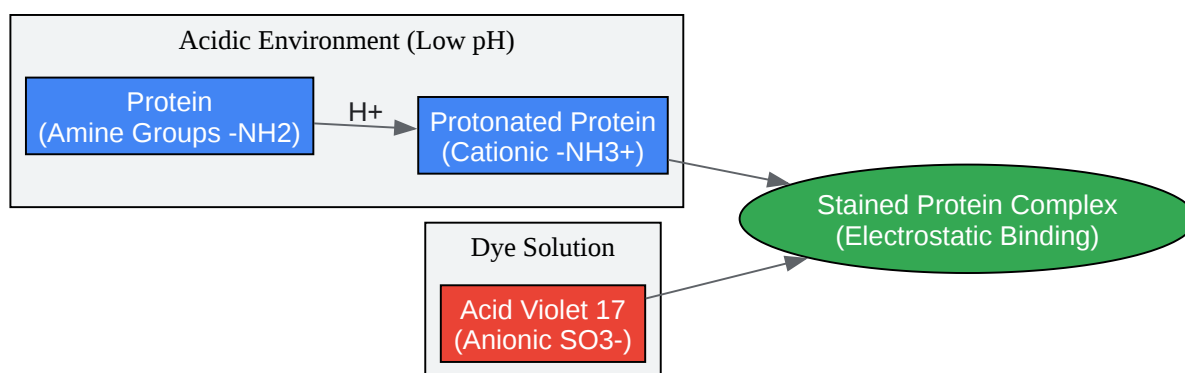 Acidic Environment (Low pH)
Protein
(Amine Groups -NH2)
H+
Protonated Protein
(Cationic -NH3+)
Stained Protein Complex
(Electrostatic Binding)
Dye Solution
Acid Violet 17
(Anionic SO3-)